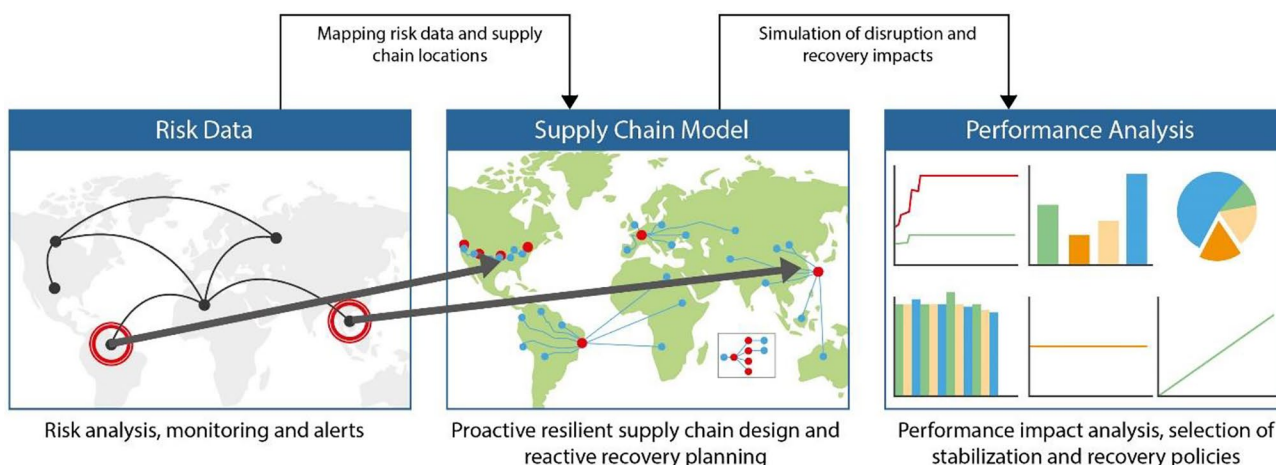 Mapping risk data and supply
chain locations
Simulation of disruption and
recovery impacts
Risk Data
Supply Chain Model
Performance Analysis
Risk analysis, monitoring and alerts
Proactive resilient supply chain design and
reactive recovery planning
Performance impact analysis, selection of
stabilization and recovery policies